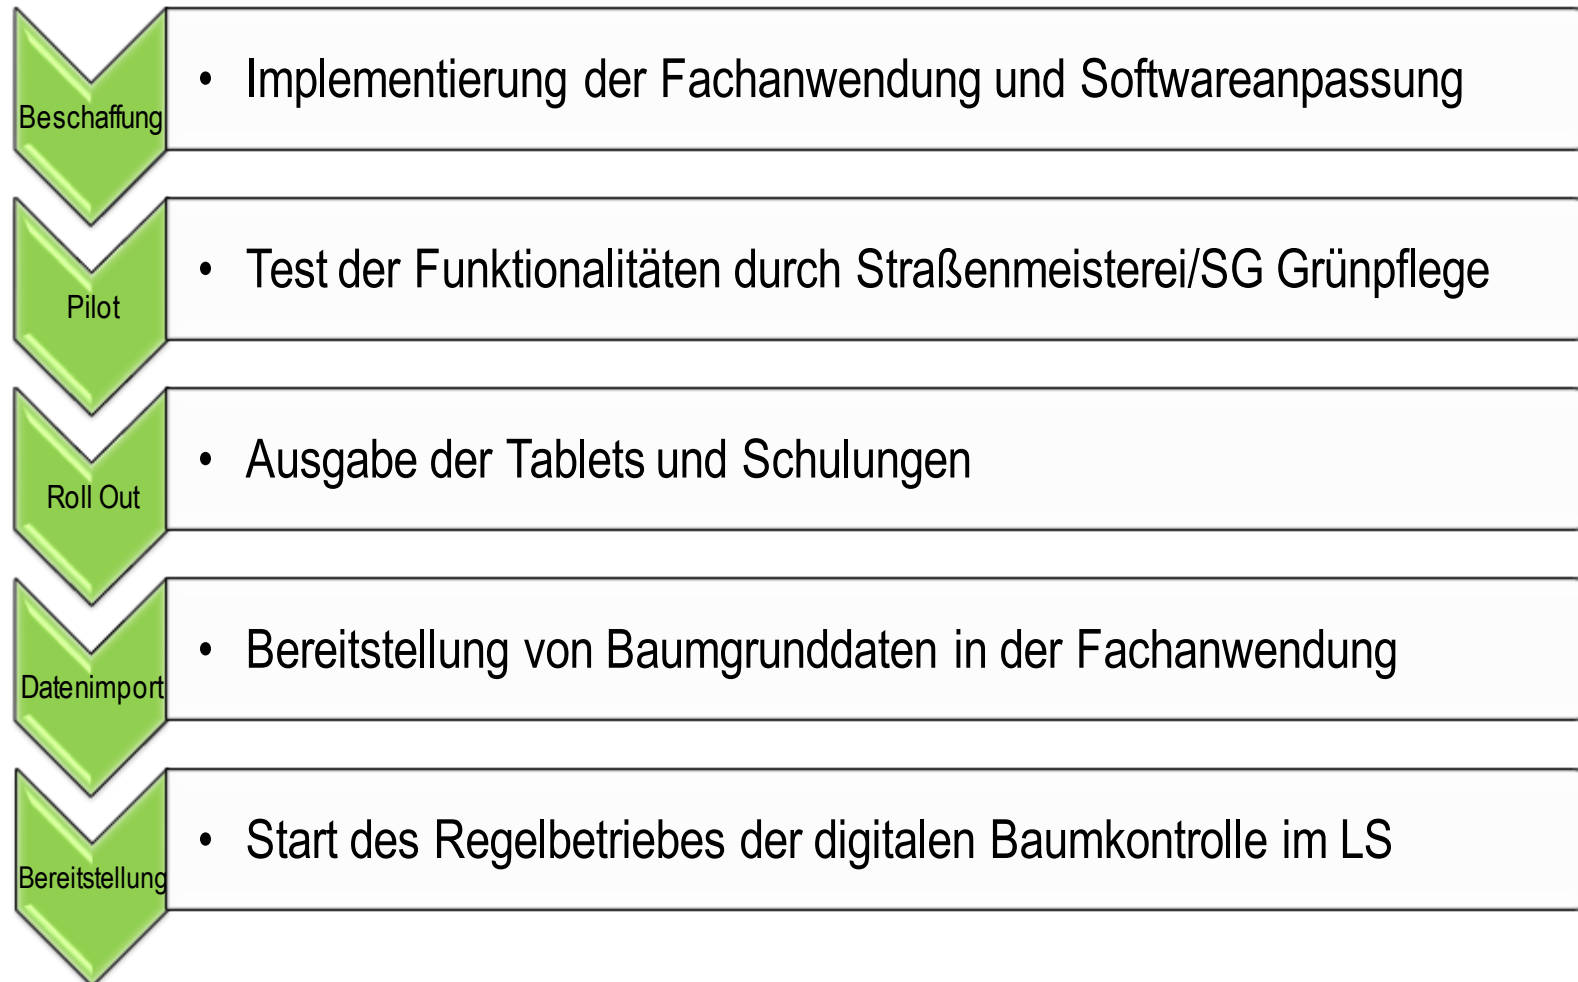 Beschaffung
• Implementierung der Fachanwendung und Softwareanpassung
Pilot
• Test der Funktionalitäten durch Straßenmeisterei/SG Grünpflege
Roll Out
• Ausgabe der Tablets und Schulungen
Datenimport
• Bereitstellung von Baumgrunddaten in der Fachanwendung
Bereitstellung
• Start des Regelbetriebes der digitalen Baumkontrolle im LS